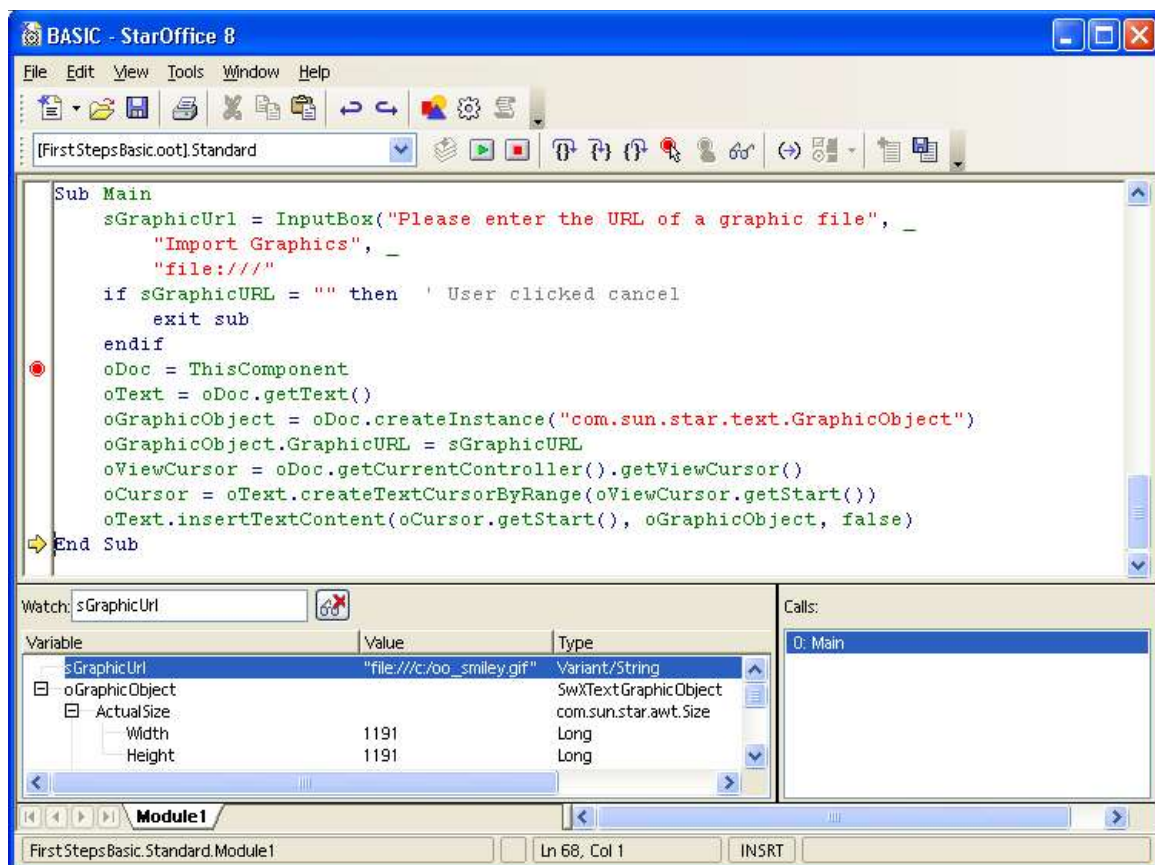 BASIC - StarOffice 8
File Edit View Tools Window Help
[FirstStepsBasic.oot].Standard
Sub Main
sGraphicUrl = InputBox("Please enter the URL of a graphic file", _
"Import Graphics", _
"file:///"
if sGraphicURL = "" then ' User clicked cancel
exit sub
endif
oDoc = ThisComponent
oText = oDoc.getText()
oGraphicObject = oDoc.createInstance("com.sun.star.text.GraphicObject")
oGraphicObject.GraphicURL = sGraphicURL
oViewCursor = oDoc.getCurrentController().getViewCursor()
oCursor = oText.createTextCursorByRange(oViewCursor.getStart())
oText.insertTextContent(oCursor.getStart(), oGraphicObject, false)
End Sub
Watch: sGraphicUrl
Calls:
Variable Value Type
0: Main
sGraphicUrl "file:///c:/oo_smiley.gif" Variant/String
oGraphicObject SwXTextGraphicObject
ActualSize com.sun.star.awt.Size
Width 1191 Long
Height 1191 Long
Module1
FirstStepsBasic.Standard.Module1 Ln 68, Col 1 INSRT